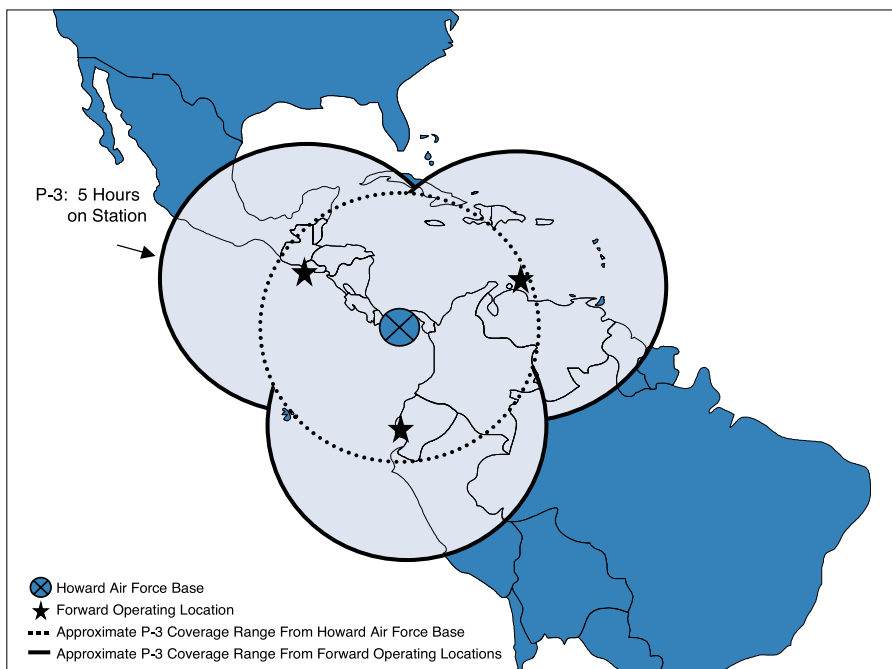 P-3:  5 Hours
on Station
Howard Air Force Base
Forward Operating Location
Approximate P-3 Coverage Range From Howard Air Force Base
Approximate P-3 Coverage Range From Forward Operating Locations